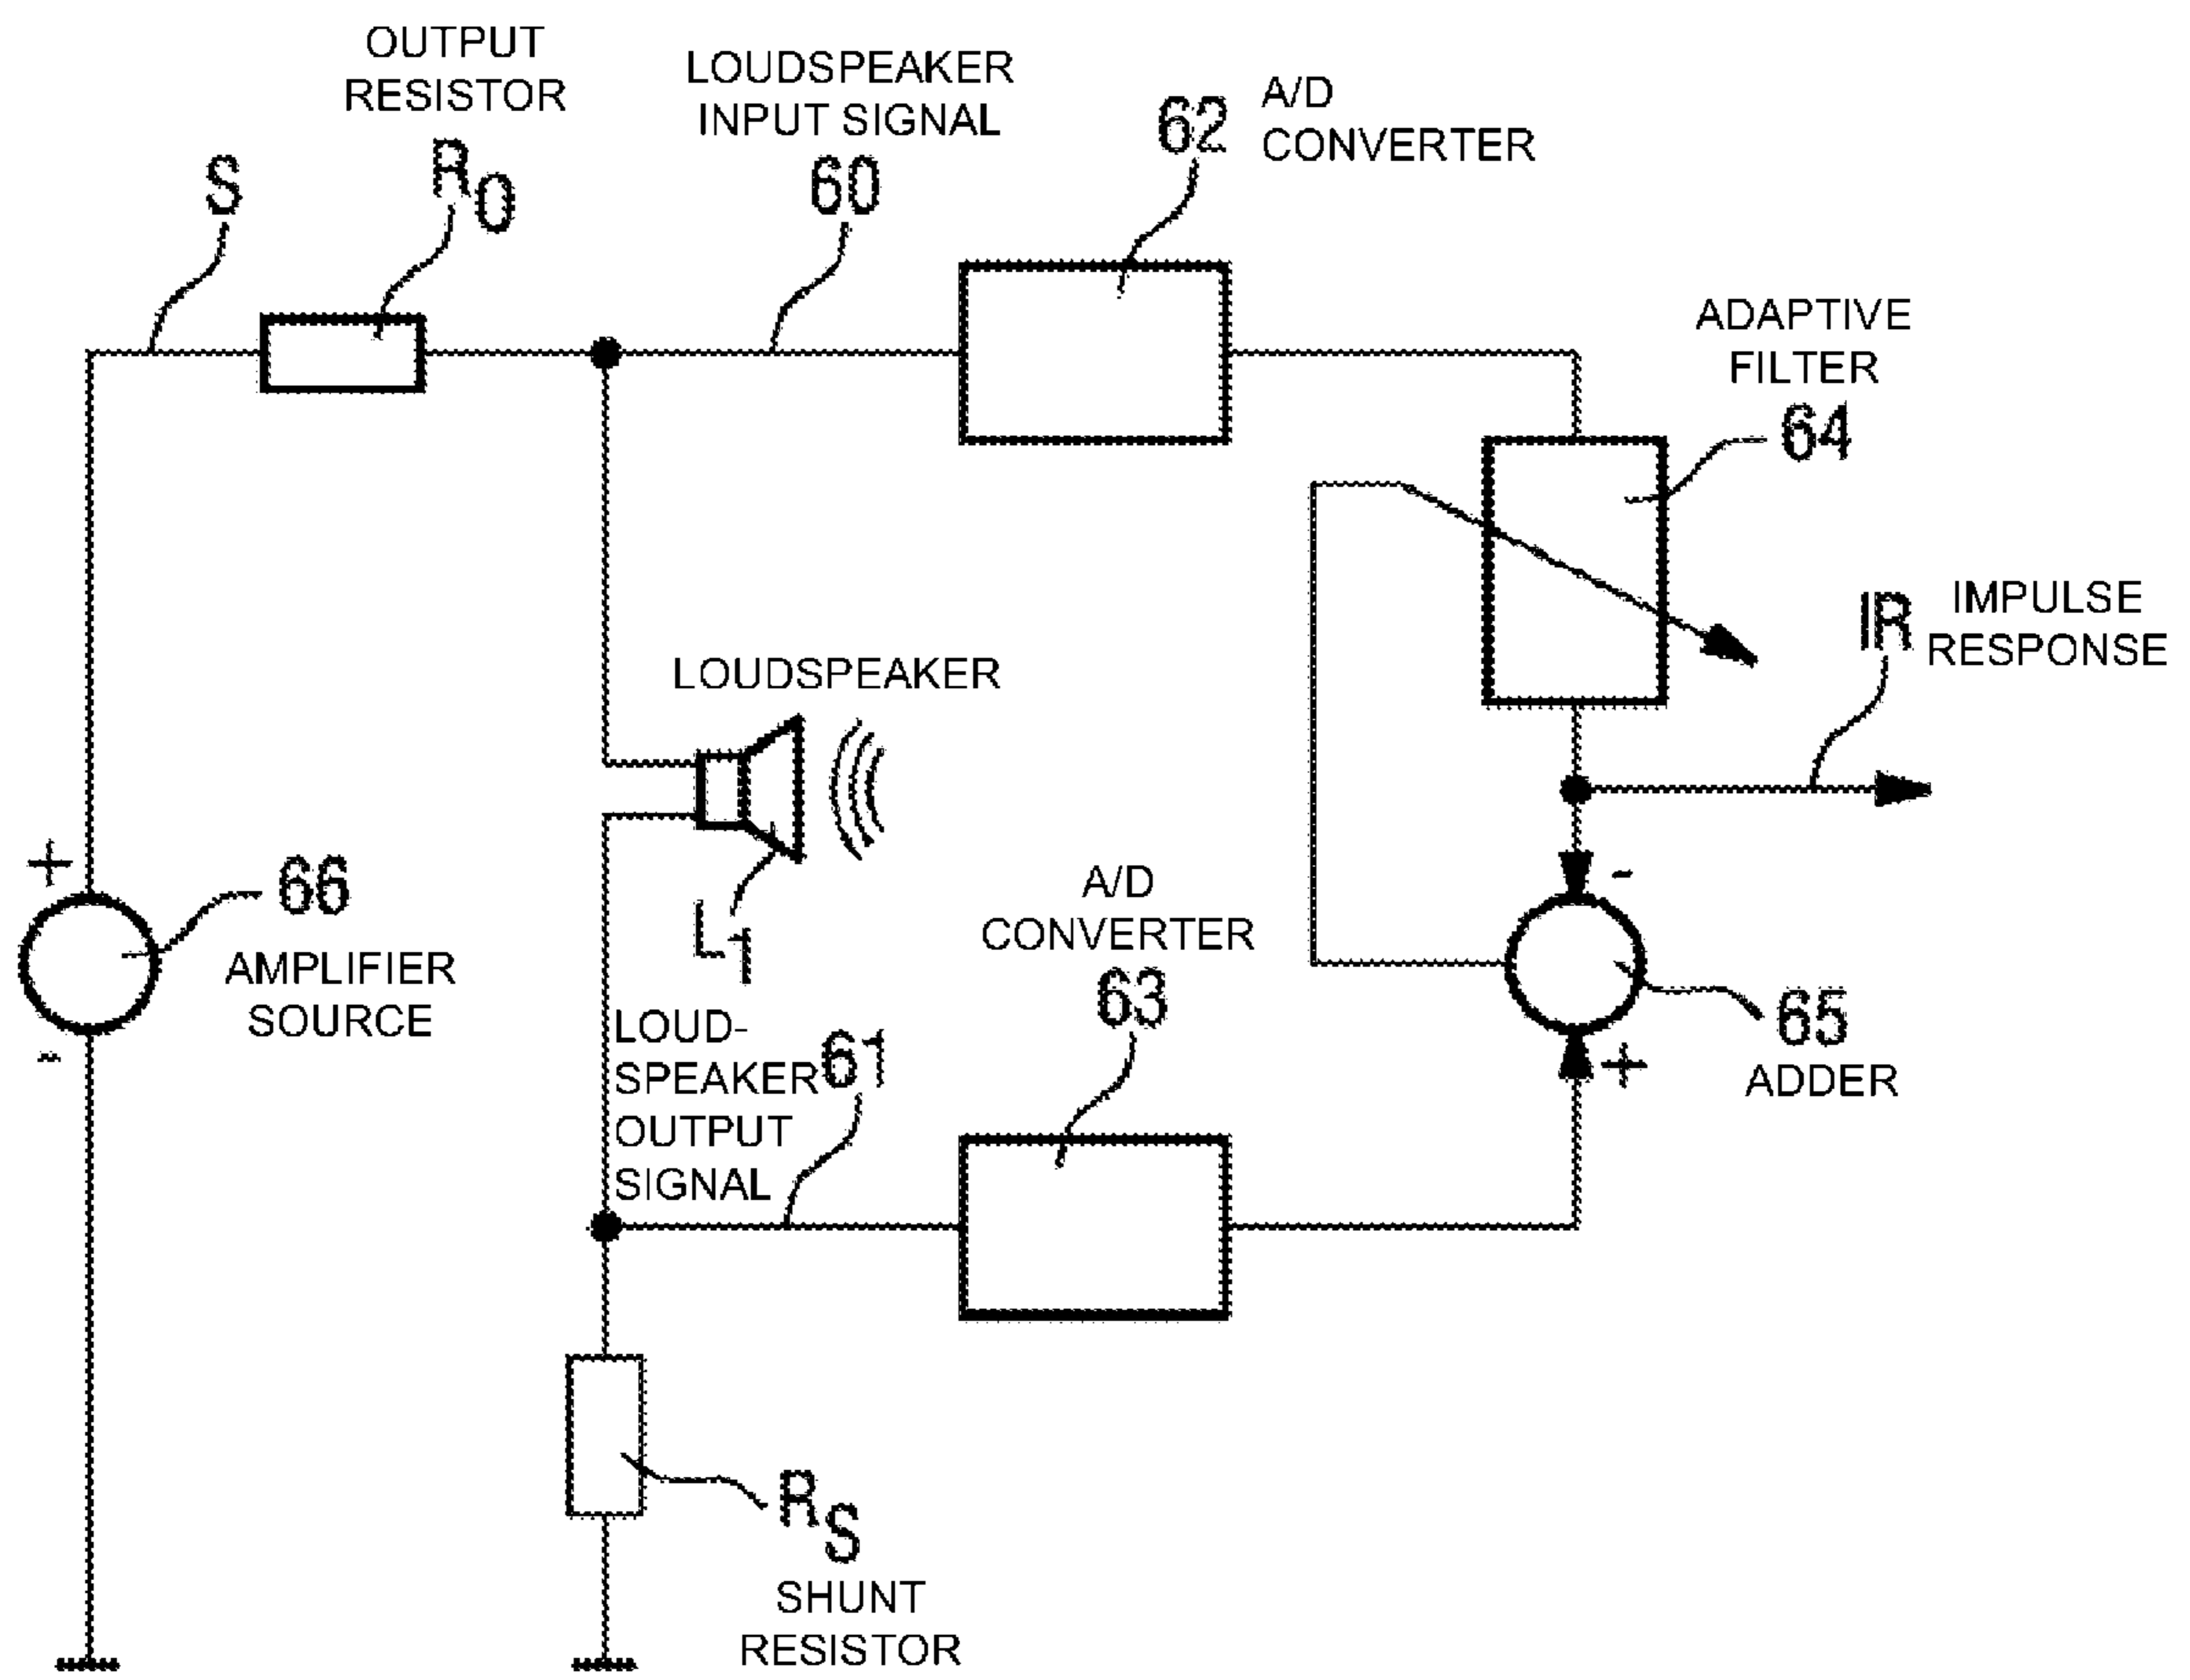 OUTPUT
RESISTOR
R0
S
LOUDSPEAKER
INPUT SIGNAL
60
62
A/D
CONVERTER
ADAPTIVE
FILTER
64
IR
IMPULSE
RESPONSE
LOUDSPEAKER
L1
+
66
AMPLIFIER
SOURCE
-
A/D
CONVERTER
63
-
65
ADDER
+
LOUD-
SPEAKER
OUTPUT
SIGNAL
61
RS
SHUNT
RESISTOR